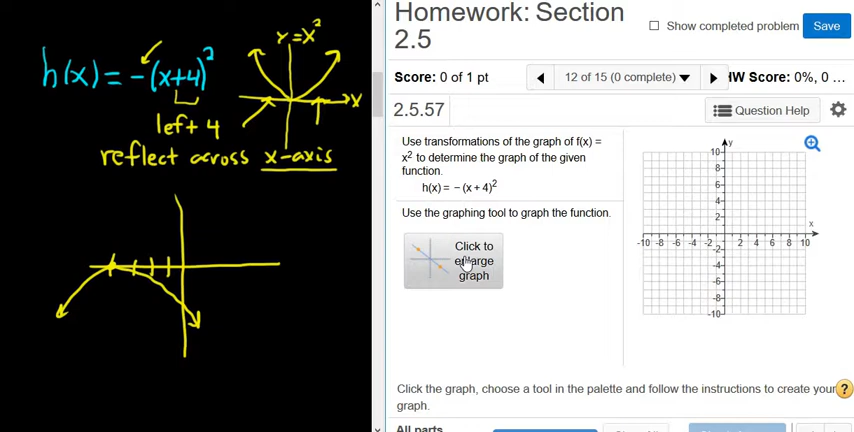 h(x) = -(x+4)²
left 4
reflect across x-axis
y = x²
x
Homework: Section 2.5
Show completed problem
Save
Score: 0 of 1 pt
12 of 15 (0 complete)
HW Score: 0%, 0 ...
2.5.57
Question Help
Use transformations of the graph of f(x) =
x² to determine the graph of the given
function.
h(x) = − (x + 4)²
Use the graphing tool to graph the function.
Click to
enlarge
graph
y
x
10
8
6
4
2
-10 -8 -6 -4 -2 2 4 6 8 10
-2
-4
-6
-8
-10
Click the graph, choose a tool in the palette and follow the instructions to create your
graph.
?
All parts